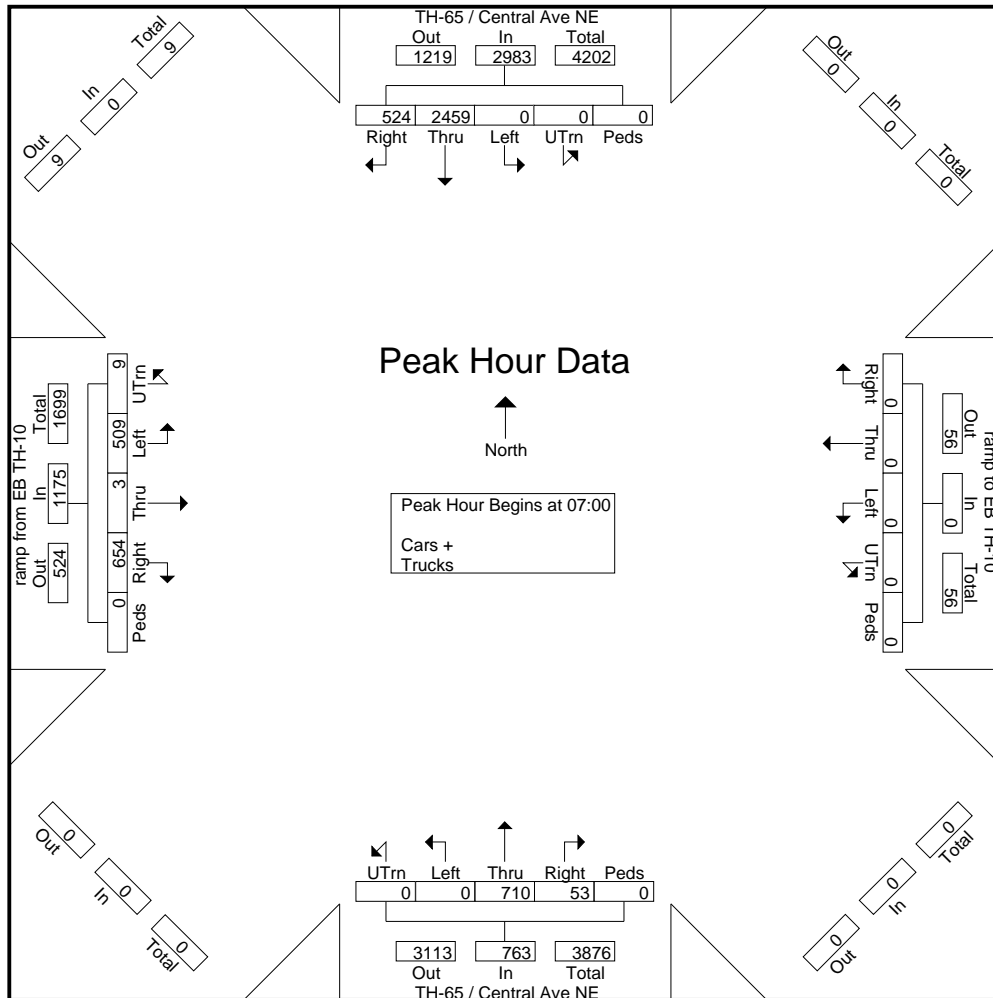 TH-65 / Central Ave NE
Out In Total
1219 2983 4202
524 2459 0 0 0
Right Thru Left UTrn Peds
Total
9
In
0
Out
9
Out
0
In
0
Total
0
Peak Hour Data
North
Peak Hour Begins at 07:00
Cars +
Trucks
ramp from EB TH-10
Out In Total
524 1175 1699
0 654 3 509 9
Peds Right Thru Left UTrn
ramp to EB TH-10
Out In Total
56 0 56
Right Thru Left UTrn Peds
0 0 0 0 0
Out
0
In
0
Total
0
Total
0
In
0
Out
0
UTrn Left Thru Right Peds
0 0 710 53 0
3113 763 3876
Out In Total
TH-65 / Central Ave NE